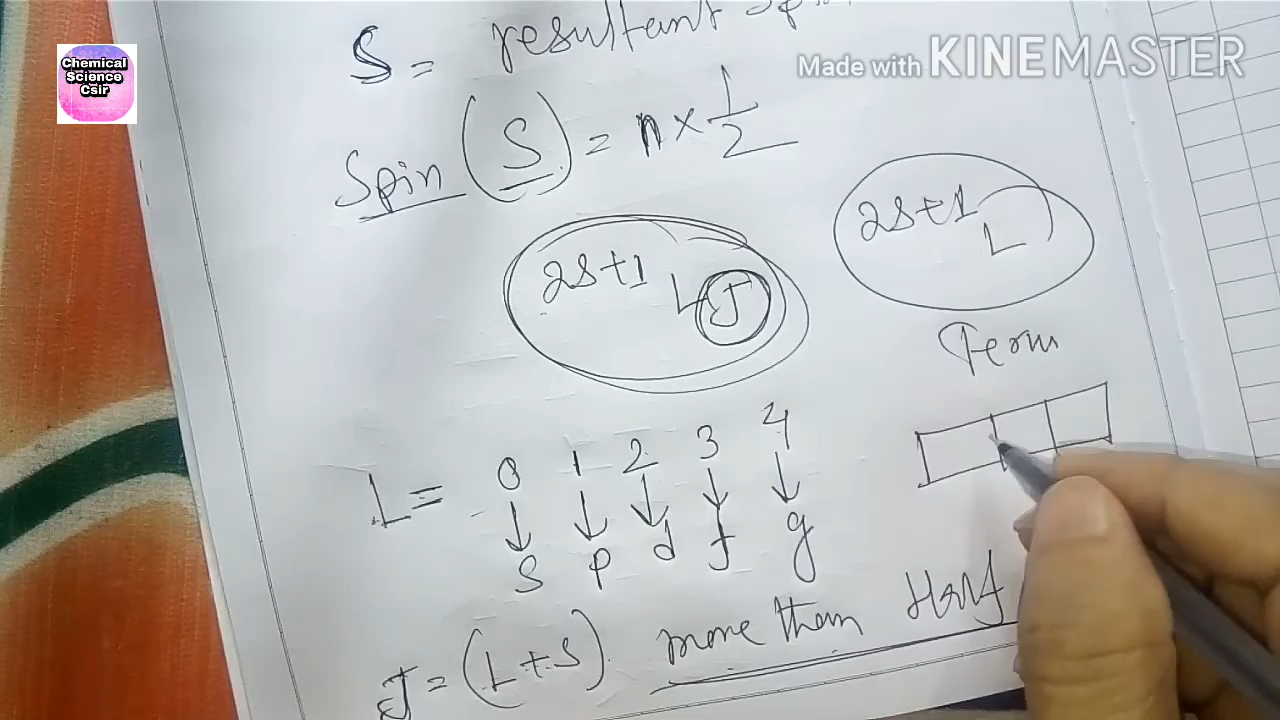 Chemical
Science
Csir
Made with KINEMASTER
S = resultant
Spin (S) = n × 1/2
2S+1 L J
2S+1 L
Term
L = 0 1 2 3 4
↓ ↓ ↓ ↓ ↓
S p d f g
J = (L + S) more than Half